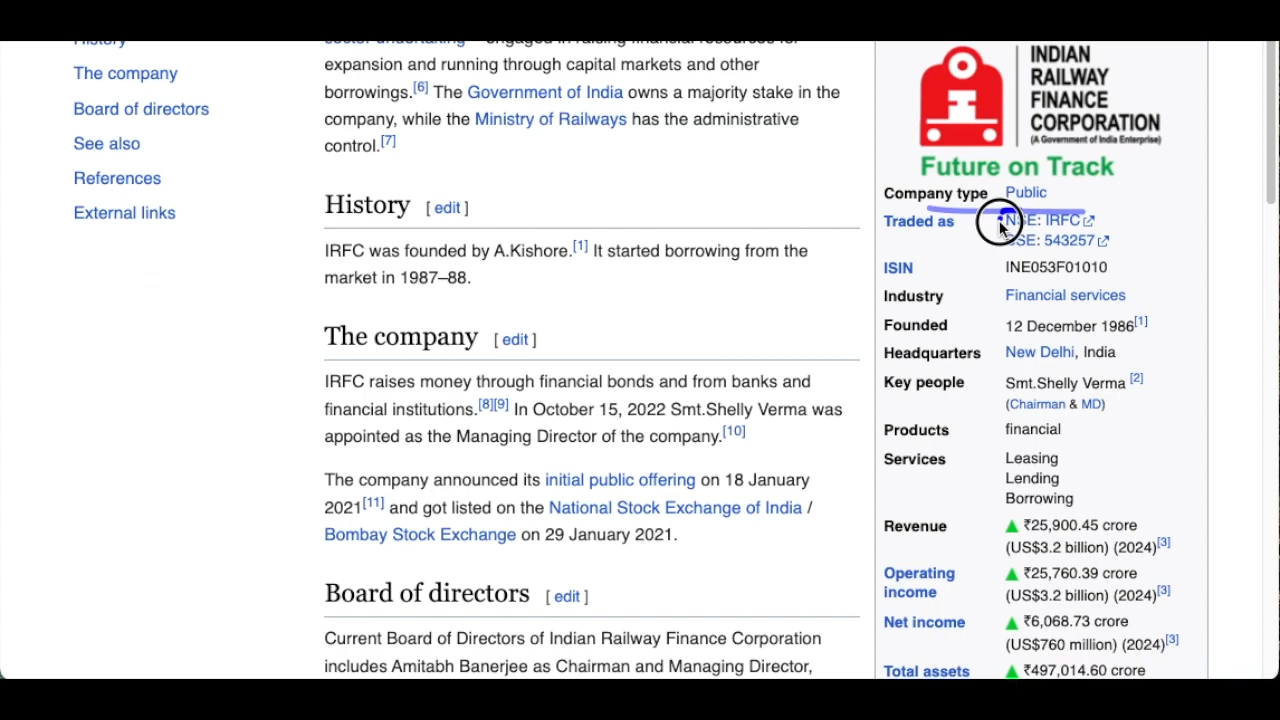 History
The company
Board of directors
See also
References
External links
expansion and running through capital markets and other
borrowings.[6] The Government of India owns a majority stake in the
company, while the Ministry of Railways has the administrative
control.[7]
History [ edit ]
IRFC was founded by A.Kishore.[1] It started borrowing from the
market in 1987–88.
The company [ edit ]
IRFC raises money through financial bonds and from banks and
financial institutions.[8][9] In October 15, 2022 Smt.Shelly Verma was
appointed as the Managing Director of the company.[10]
The company announced its initial public offering on 18 January
2021[11] and got listed on the National Stock Exchange of India /
Bombay Stock Exchange on 29 January 2021.
Board of directors [ edit ]
Current Board of Directors of Indian Railway Finance Corporation
includes Amitabh Banerjee as Chairman and Managing Director,
INDIAN
RAILWAY
FINANCE
CORPORATION
(A Government of India Enterprise)
Future on Track
Company type Public
Traded as NSE: IRFC
BSE: 543257
ISIN INE053F01010
Industry Financial services
Founded 12 December 1986[1]
Headquarters New Delhi, India
Key people Smt.Shelly Verma [2]
(Chairman & MD)
Products financial
Services Leasing
Lending
Borrowing
Revenue ▲ ₹25,900.45 crore
(US$3.2 billion) (2024)[3]
Operating income ▲ ₹25,760.39 crore
(US$3.2 billion) (2024)[3]
Net income ▲ ₹6,068.73 crore
(US$760 million) (2024)[3]
Total assets ▲ ₹497,014.60 crore